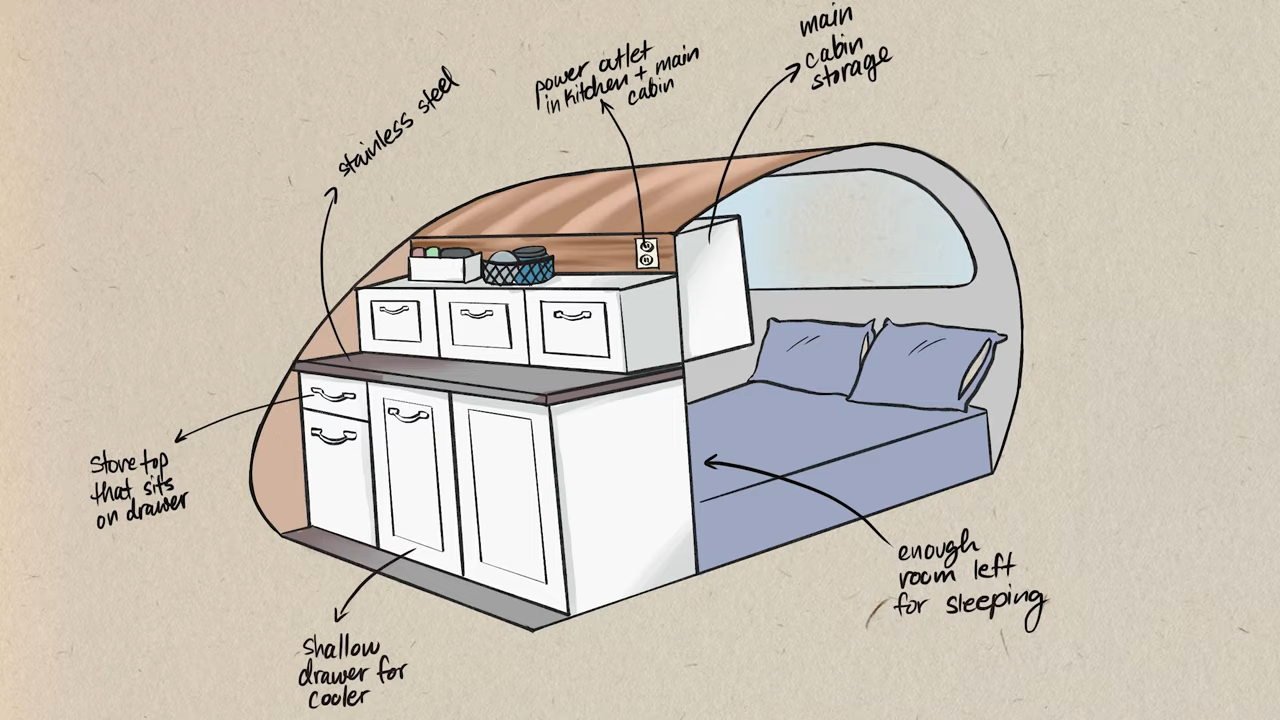 main
cabin
storage
power outlet
in kitchen + main
cabin
stainless steel
stove top
that sits
on drawer
enough
room left
for sleeping
shallow
drawer for
cooler